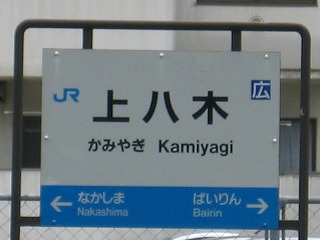 JR 広
上八木
かみやぎ Kamiyagi
← なかしま ばいりん →
Nakashima Bairin